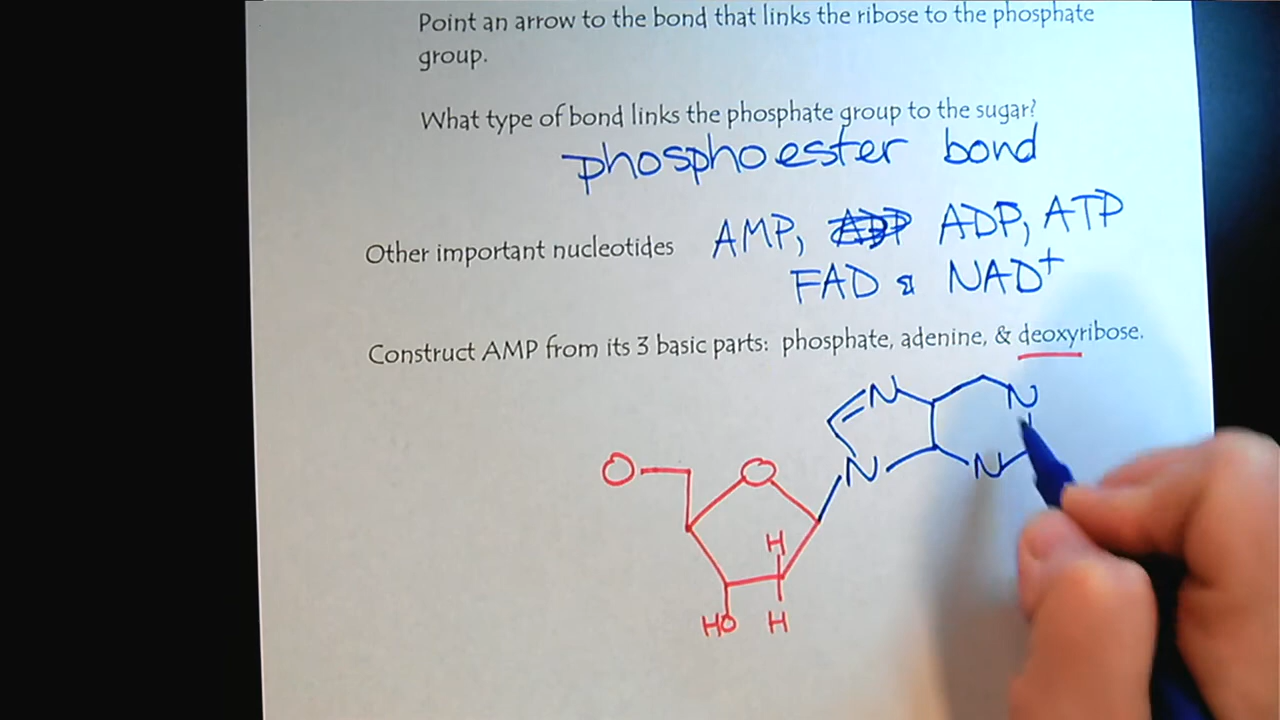 Point an arrow to the bond that links the ribose to the phosphate
group.
What type of bond links the phosphate group to the sugar?
phosphoester bond
Other important nucleotides AMP, ADP, ATP
FAD & NAD+
Construct AMP from its 3 basic parts: phosphate, adenine, & deoxyribose.
N N
O O N N
H
HO H